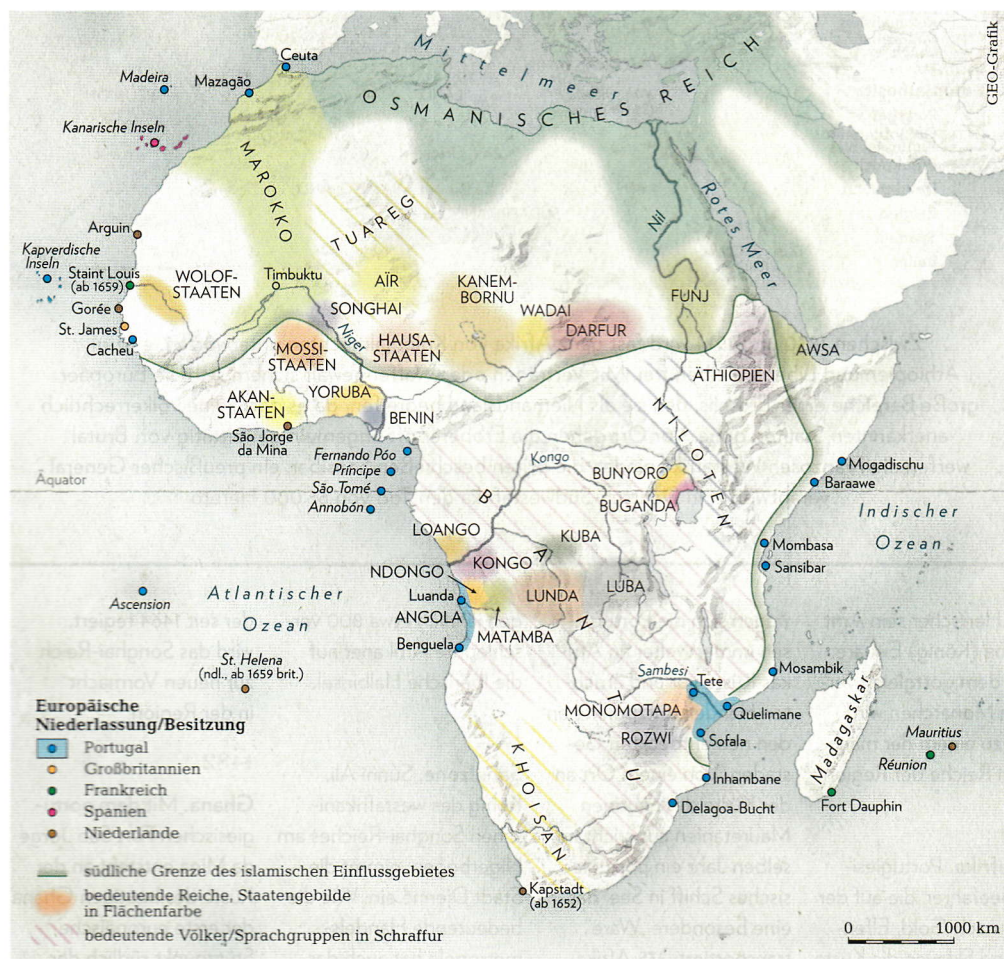 GEO-Grafik
Ceuta
Mittelmeer
Madeira
Mazagão
OSMANISCHES REICH
Kanarische Inseln
MAROKKO
TUAREG
Nil
Rotes Meer
Arguin
Kapverdische
Inseln
Staint Louis
(ab 1659)
WOLOF-
STAATEN
Timbuktu
AÏR
KANEM-
BORNU
FUNJ
Gorée
SONGHAI
WADAI
DARFUR
St. James
Cacheu
Niger
HAUSA-
STAATEN
MOSSI-
STAATEN
AWSA
ÄTHIOPIEN
AKAN-
STAATEN
YORUBA
BENIN
NILOTEN
São Jorge
da Mina
Fernando Póo
Príncipe
São Tomé
Annobón
Kongo
BUNYORO
BUGANDA
Mogadischu
Baraawe
Äquator
BANTU
Indischer
Ozean
LOANGO
KUBA
KONGO
Mombasa
Sansibar
NDONGO
Luanda
LUNDA
LUBA
Ascension
Atlantischer
Ozean
ANGOLA
MATAMBA
Benguela
St. Helena
(ndl., ab 1659 brit.)
Sambesi
Tete
Mosambik
MONOMOTAPA
Quelimane
ROZWI
Sofala
Madagaskar
Mauritius
Réunion
KHOISAN
Inhambane
Delagoa-Bucht
Fort Dauphin
Kapstadt
(ab 1652)
Europäische
Niederlassung/Besitzung
Portugal
Großbritannien
Frankreich
Spanien
Niederlande
südliche Grenze des islamischen Einflussgebietes
bedeutende Reiche, Staatengebilde
in Flächenfarbe
bedeutende Völker/Sprachgruppen in Schraffur
0 1000 km